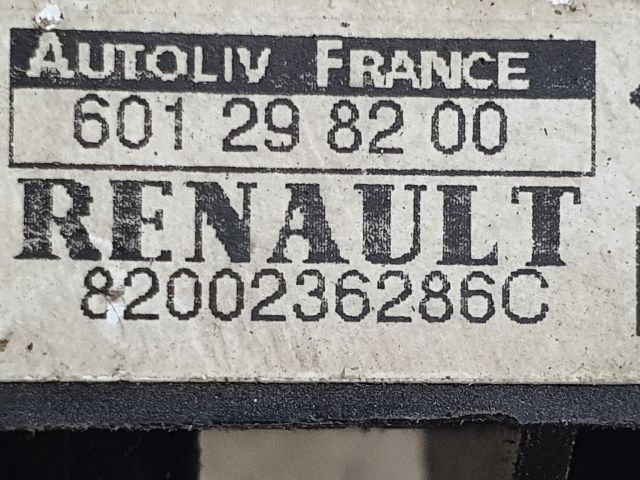 AUTOLIV FRANCE
601 29 82 00
RENAULT
8200236286C